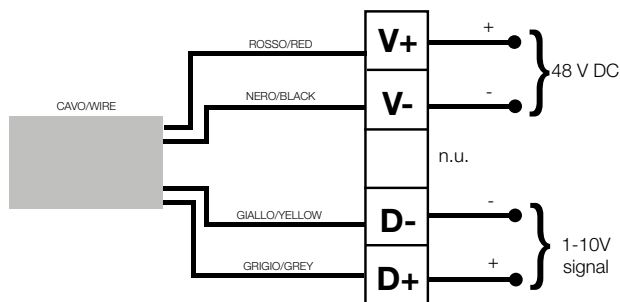 ROSSO/RED
V+
+
48 V DC
CAVO/WIRE
NERO/BLACK
V-
-
n.u.
GIALLO/YELLOW
D-
-
1-10V
signal
GRIGIO/GREY
D+
+